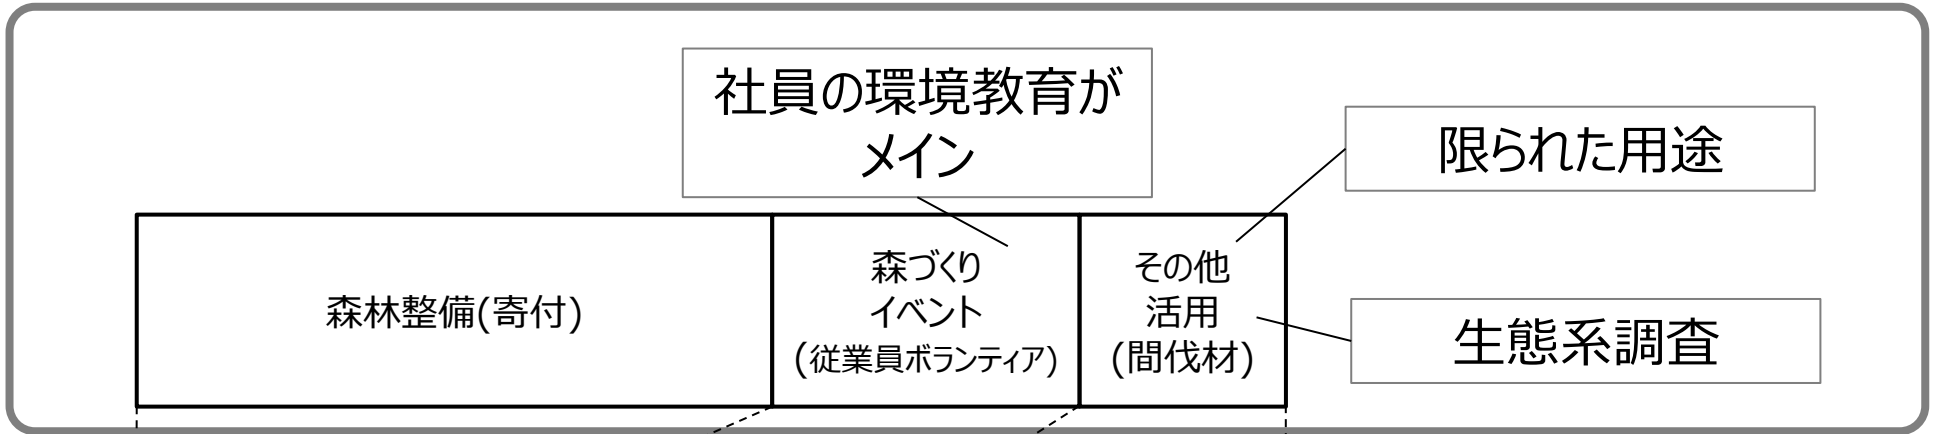 社員の環境教育が
メイン
限られた用途
森林整備(寄付)
森づくり
イベント
(従業員ボランティア)
その他
活用
(間伐材)
生態系調査